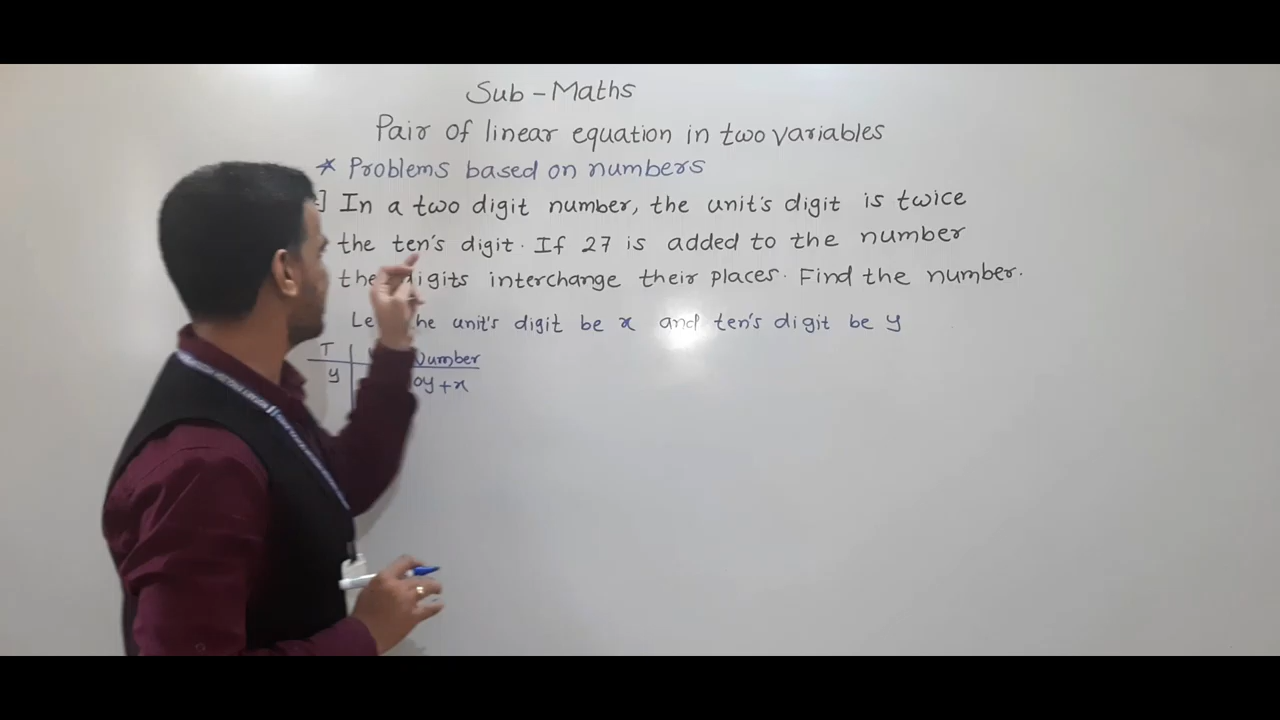 Sub - Maths
Pair of linear equation in two variables
* Problems based on numbers
] In a two digit number, the unit's digit is twice
the ten's digit. If 27 is added to the number
the digits interchange their places. Find the number.
the unit's digit be x and ten's digit be y
T Number
y 0y + x